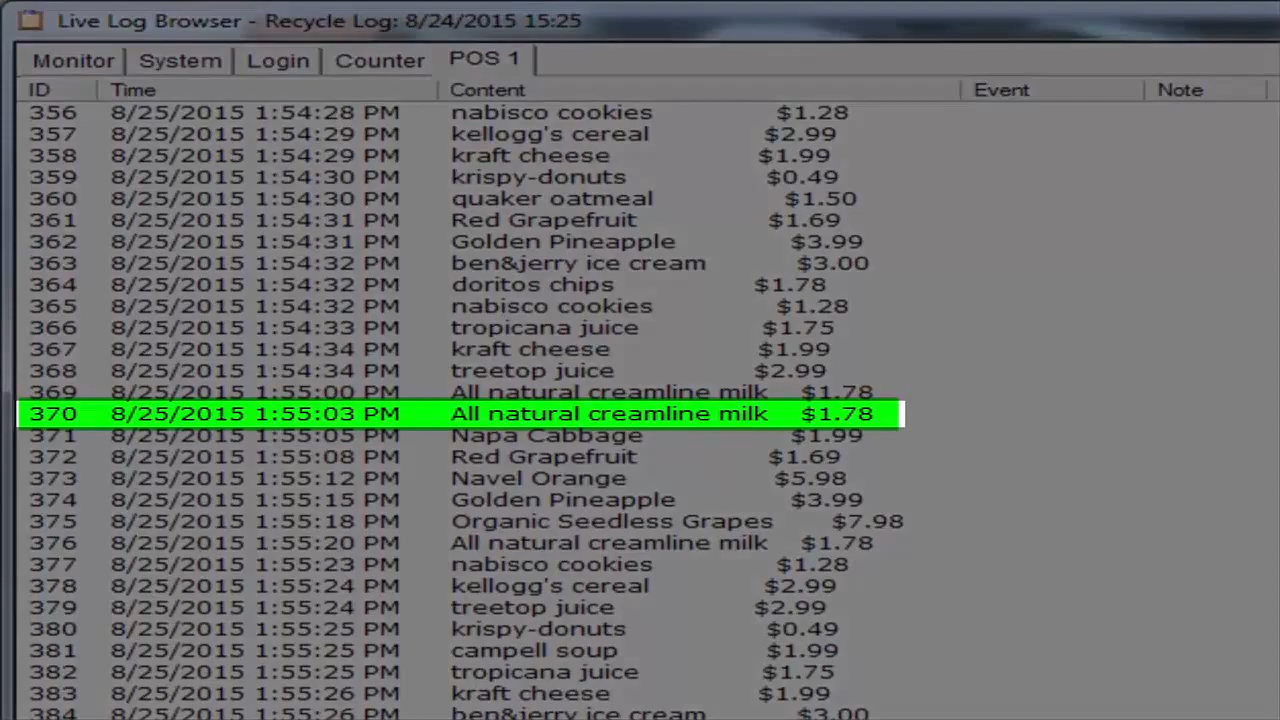 Live Log Browser - Recycle Log: 8/24/2015 15:25
Monitor System Login Counter POS 1
ID Time Content Event Note
356 8/25/2015 1:54:28 PM nabisco cookies $1.28
357 8/25/2015 1:54:29 PM kellogg's cereal $2.99
358 8/25/2015 1:54:29 PM kraft cheese $1.99
359 8/25/2015 1:54:30 PM krispy-donuts $0.49
360 8/25/2015 1:54:30 PM quaker oatmeal $1.50
361 8/25/2015 1:54:31 PM Red Grapefruit $1.69
362 8/25/2015 1:54:31 PM Golden Pineapple $3.99
363 8/25/2015 1:54:32 PM ben&jerry ice cream $3.00
364 8/25/2015 1:54:32 PM doritos chips $1.78
365 8/25/2015 1:54:32 PM nabisco cookies $1.28
366 8/25/2015 1:54:33 PM tropicana juice $1.75
367 8/25/2015 1:54:34 PM kraft cheese $1.99
368 8/25/2015 1:54:34 PM treetop juice $2.99
369 8/25/2015 1:55:00 PM All natural creamline milk $1.78
370 8/25/2015 1:55:03 PM All natural creamline milk $1.78
371 8/25/2015 1:55:05 PM Napa Cabbage $1.99
372 8/25/2015 1:55:08 PM Red Grapefruit $1.69
373 8/25/2015 1:55:12 PM Navel Orange $5.98
374 8/25/2015 1:55:15 PM Golden Pineapple $3.99
375 8/25/2015 1:55:18 PM Organic Seedless Grapes $7.98
376 8/25/2015 1:55:20 PM All natural creamline milk $1.78
377 8/25/2015 1:55:23 PM nabisco cookies $1.28
378 8/25/2015 1:55:24 PM kellogg's cereal $2.99
379 8/25/2015 1:55:24 PM treetop juice $2.99
380 8/25/2015 1:55:25 PM krispy-donuts $0.49
381 8/25/2015 1:55:25 PM campell soup $1.99
382 8/25/2015 1:55:25 PM tropicana juice $1.75
383 8/25/2015 1:55:26 PM kraft cheese $1.99
384 8/25/2015 1:55:26 PM ben&jerry ice cream $3.00